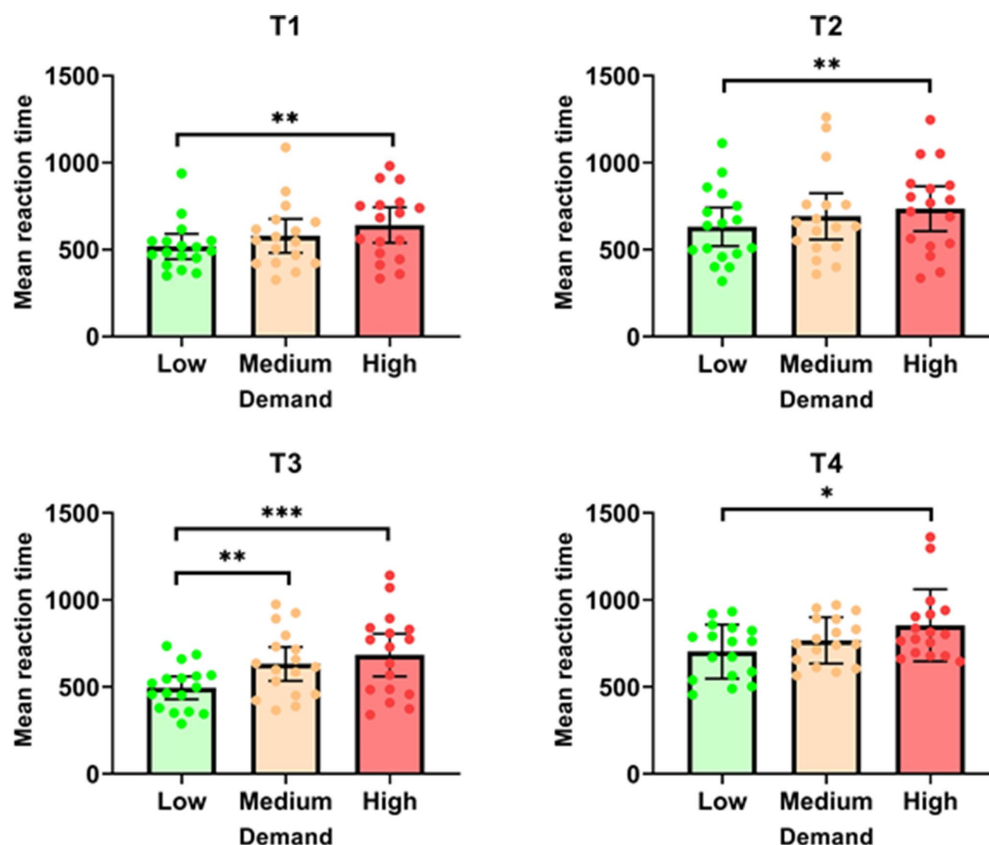 T1
Mean reaction time
1500
1000
500
0
**
Low Medium High
Demand
T2
Mean reaction time
1500
1000
500
0
**
Low Medium High
Demand
T3
Mean reaction time
1500
1000
500
0
***
**
Low Medium High
Demand
T4
Mean reaction time
1500
1000
500
0
*
Low Medium High
Demand